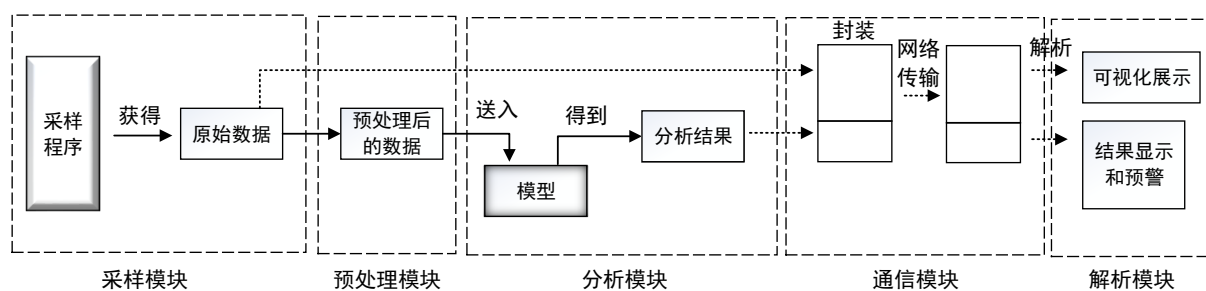 采样
程序
获得
原始数据
预处理后
的数据
送入
模型
得到
分析结果
封装
网络
传输
解析
可视化展示
结果显示
和预警
采样模块
预处理模块
分析模块
通信模块
解析模块